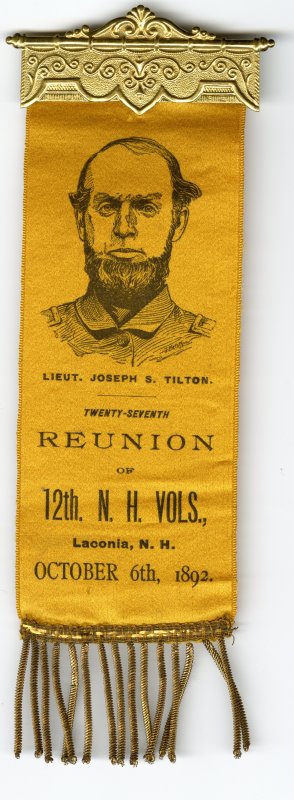 LIEUT. JOSEPH S. TILTON.
TWENTY-SEVENTH
REUNION
OF
12th. N. H. VOLS.,
Laconia, N. H.
OCTOBER 6th, 1892.